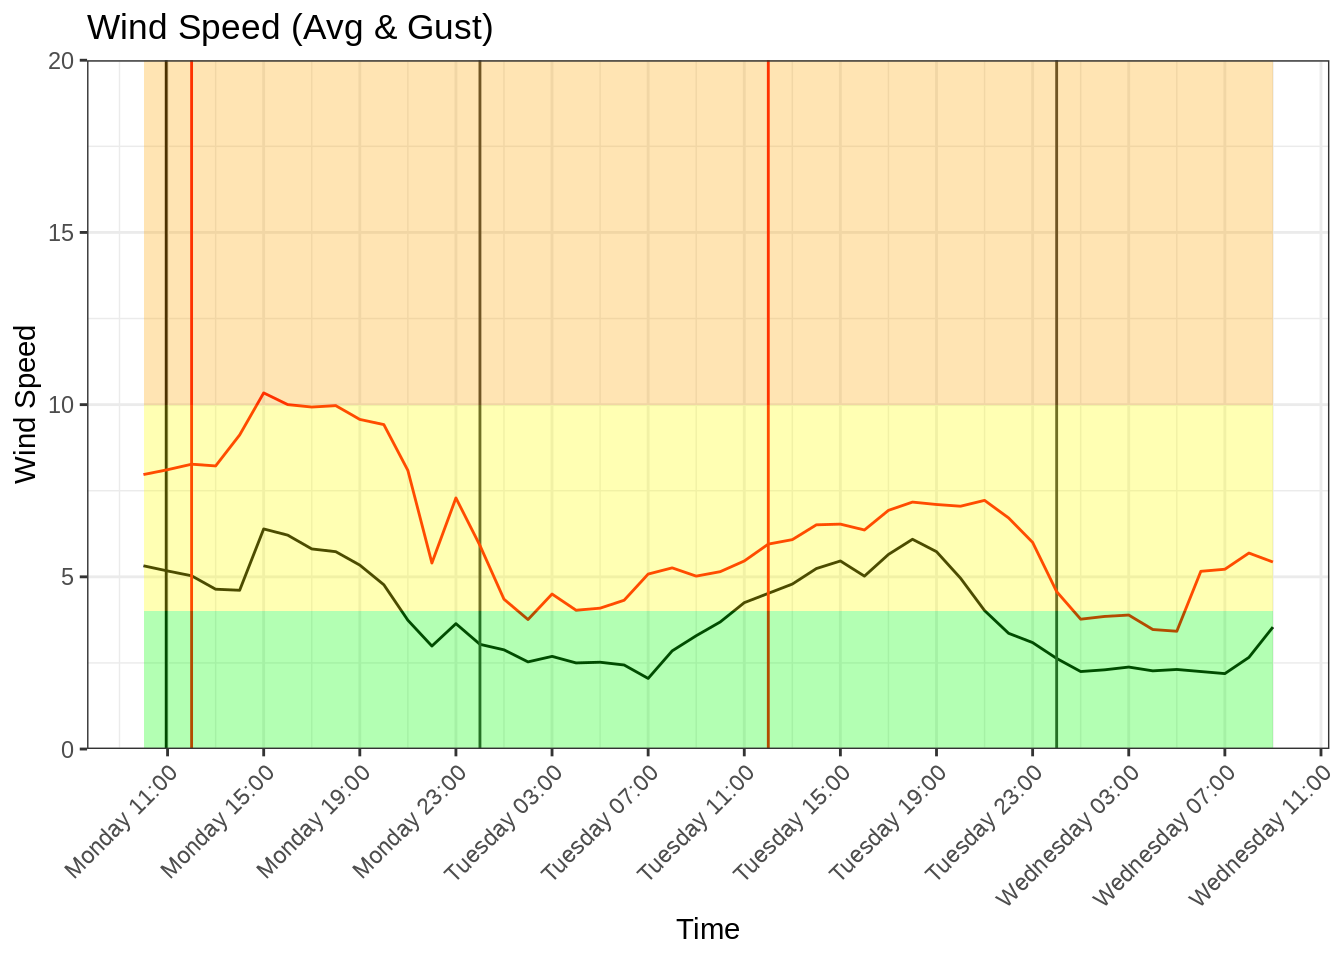 Wind Speed (Avg & Gust)
Wind Speed
20
15
10
5
0
Monday 11:00
Monday 15:00
Monday 19:00
Monday 23:00
Tuesday 03:00
Tuesday 07:00
Tuesday 11:00
Tuesday 15:00
Tuesday 19:00
Tuesday 23:00
Wednesday 03:00
Wednesday 07:00
Wednesday 11:00
Time